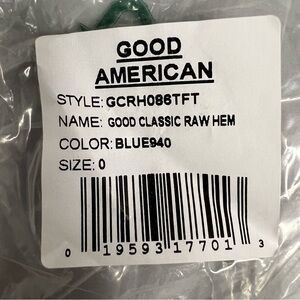 GOOD
AMERICAN
STYLE: GCRH086TFT
NAME: GOOD CLASSIC RAW HEM
COLOR: BLUE940
SIZE: 0
0 19593 17701 3